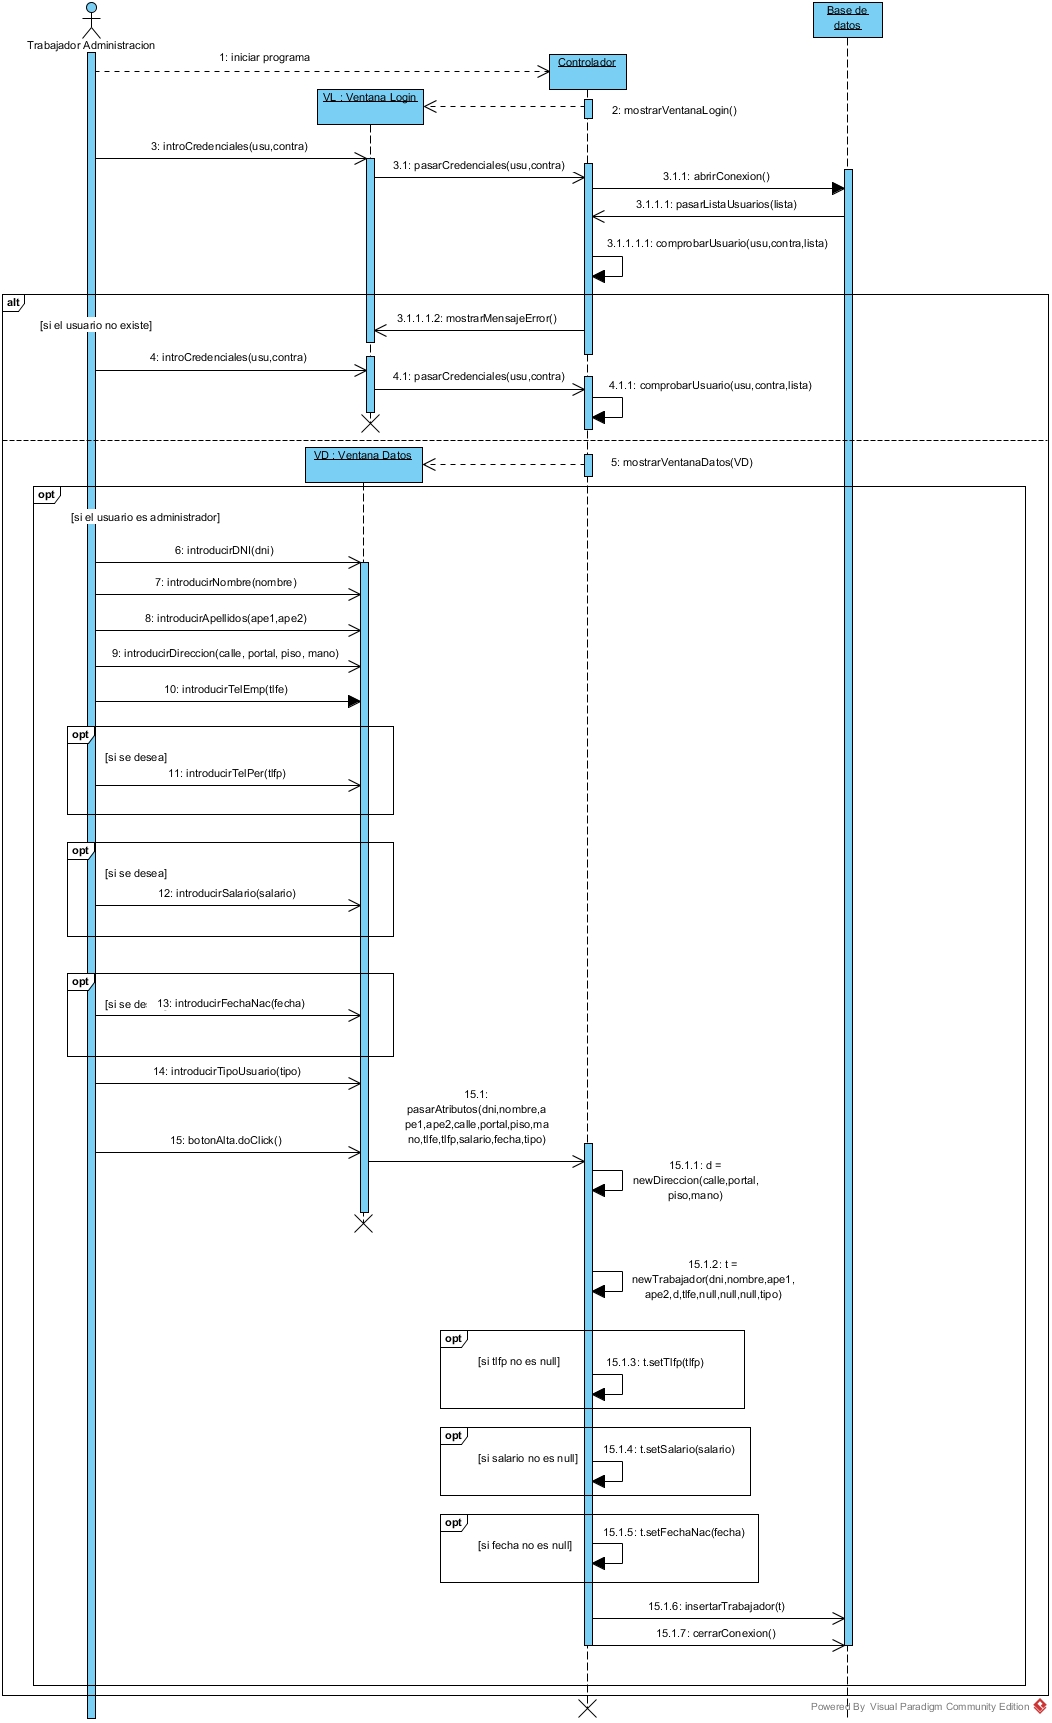 Base de
datos
Trabajador Administracion
1: iniciar programa
Controlador
VL : Ventana Login
2: mostrarVentanaLogin()
3: introCredenciales(usu,contra)
3.1: pasarCredenciales(usu,contra)
3.1.1: abrirConexion()
3.1.1.1: pasarListaUsuarios(lista)
3.1.1.1.1: comprobarUsuario(usu,contra,lista)
alt
[si el usuario no existe]
3.1.1.1.2: mostrarMensajeError()
4: introCredenciales(usu,contra)
4.1: pasarCredenciales(usu,contra)
4.1.1: comprobarUsuario(usu,contra,lista)
VD : Ventana Datos
5: mostrarVentanaDatos(VD)
opt
[si el usuario es administrador]
6: introducirDNI(dni)
7: introducirNombre(nombre)
8: introducirApellidos(ape1,ape2)
9: introducirDireccion(calle, portal, piso, mano)
10: introducirTelEmp(tlfe)
opt
[si se desea]
11: introducirTelPer(tlfp)
opt
[si se desea]
12: introducirSalario(salario)
opt
[si se de
13: introducirFechaNac(fecha)
14: introducirTipoUsuario(tipo)
15.1:
pasarAtributos(dni,nombre,a
pe1,ape2,calle,portal,piso,ma
no,tlfe,tlfp,salario,fecha,tipo)
15: botonAlta.doClick()
15.1.1: d =
newDireccion(calle,portal,
piso,mano)
15.1.2: t =
newTrabajador(dni,nombre,ape1,
ape2,d,tlfe,null,null,null,tipo)
opt
[si tlfp no es null]
15.1.3: t.setTlfp(tlfp)
opt
[si salario no es null]
15.1.4: t.setSalario(salario)
opt
[si fecha no es null]
15.1.5: t.setFechaNac(fecha)
15.1.6: insertarTrabajador(t)
15.1.7: cerrarConexion()
Powered By Visual Paradigm Community Edition